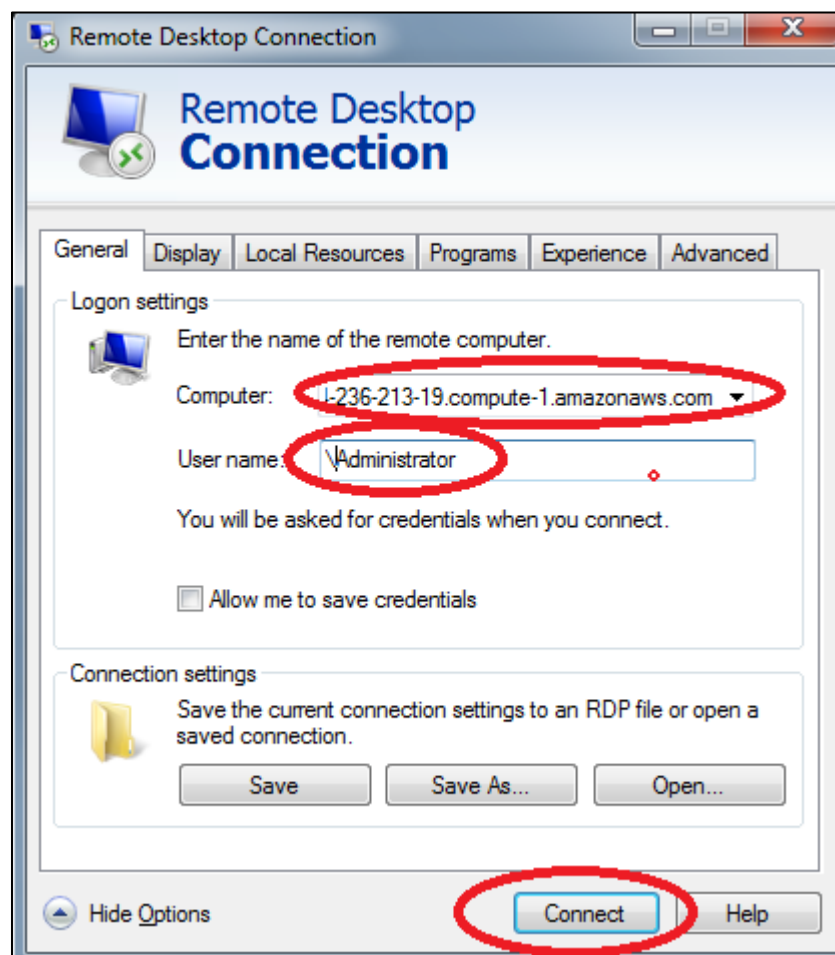 Remote Desktop Connection
Remote Desktop
Connection
General Display Local Resources Programs Experience Advanced
Logon settings
Enter the name of the remote computer.
Computer: -236-213-19.compute-1.amazonaws.com
User name: \Administrator
You will be asked for credentials when you connect.
Allow me to save credentials
Connection settings
Save the current connection settings to an RDP file or open a
saved connection.
Save Save As... Open...
Hide Options Connect Help